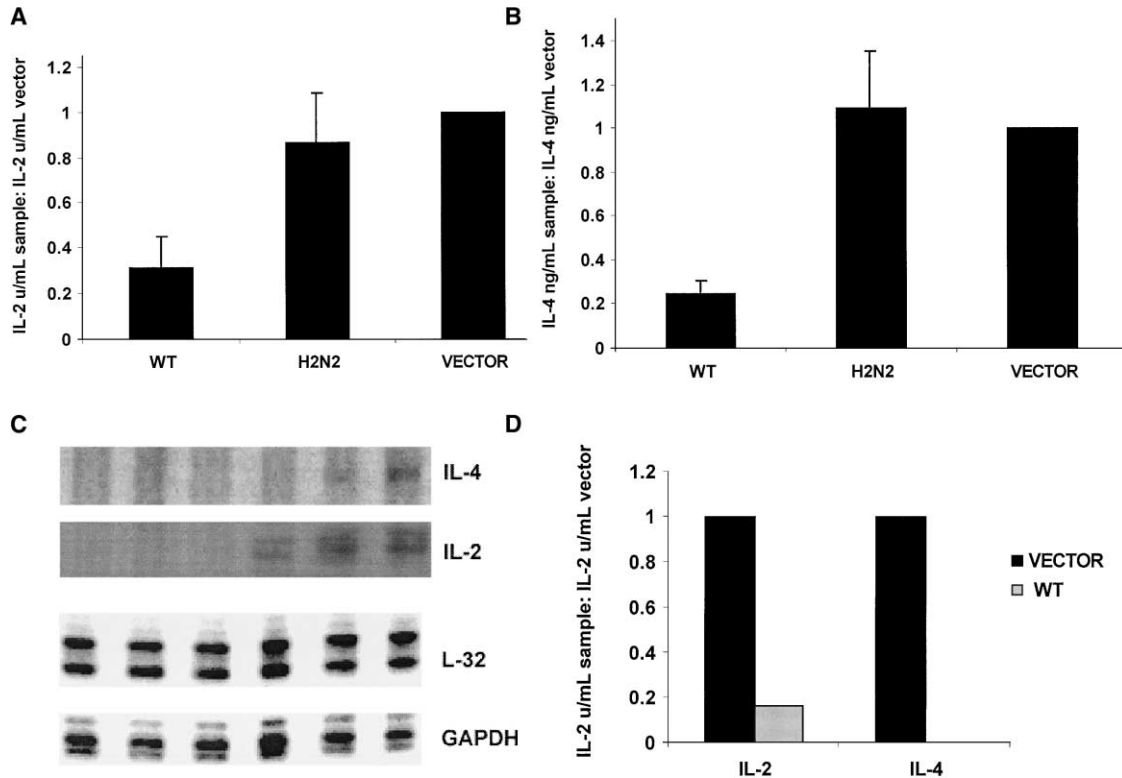 A
IL-2 u/mL sample: IL-2 u/mL vector
1.2
1
0.8
0.6
0.4
0.2
0
WT H2N2 VECTOR
B
IL-4 ng/mL sample: IL-4 ng/mL vector
1.4
1.2
1
0.8
0.6
0.4
0.2
0
WT H2N2 VECTOR
C
IL-4
IL-2
L-32
GAPDH
D
IL-2 u/mL sample: IL-2 u/mL vector
1.2
1
0.8
0.6
0.4
0.2
0
IL-2 IL-4
VECTOR
WT